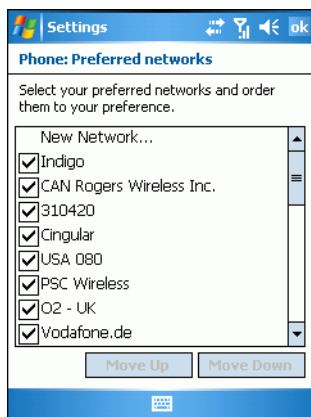 Settings
ok
Phone: Preferred networks
Select your preferred networks and order
them to your preference.
New Network...
Indigo
CAN Rogers Wireless Inc.
310420
Cingular
USA 080
PSC Wireless
O2 - UK
Vodafone.de
Move Up
Move Down